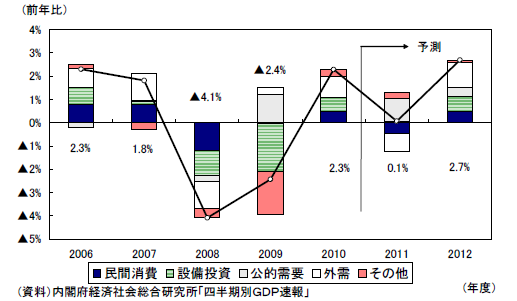 (前年比)
4%
3%
2%
1%
0%
▲1%
▲2%
▲3%
▲4%
▲5%
予測
2.3%
1.8%
▲4.1%
▲2.4%
2.3%
0.1%
2.7%
2006 2007 2008 2009 2010 2011 2012
民間消費 設備投資 公的需要 外需 その他
(資料)内閣府経済社会総合研究所「四半期別GDP速報」
(年度)